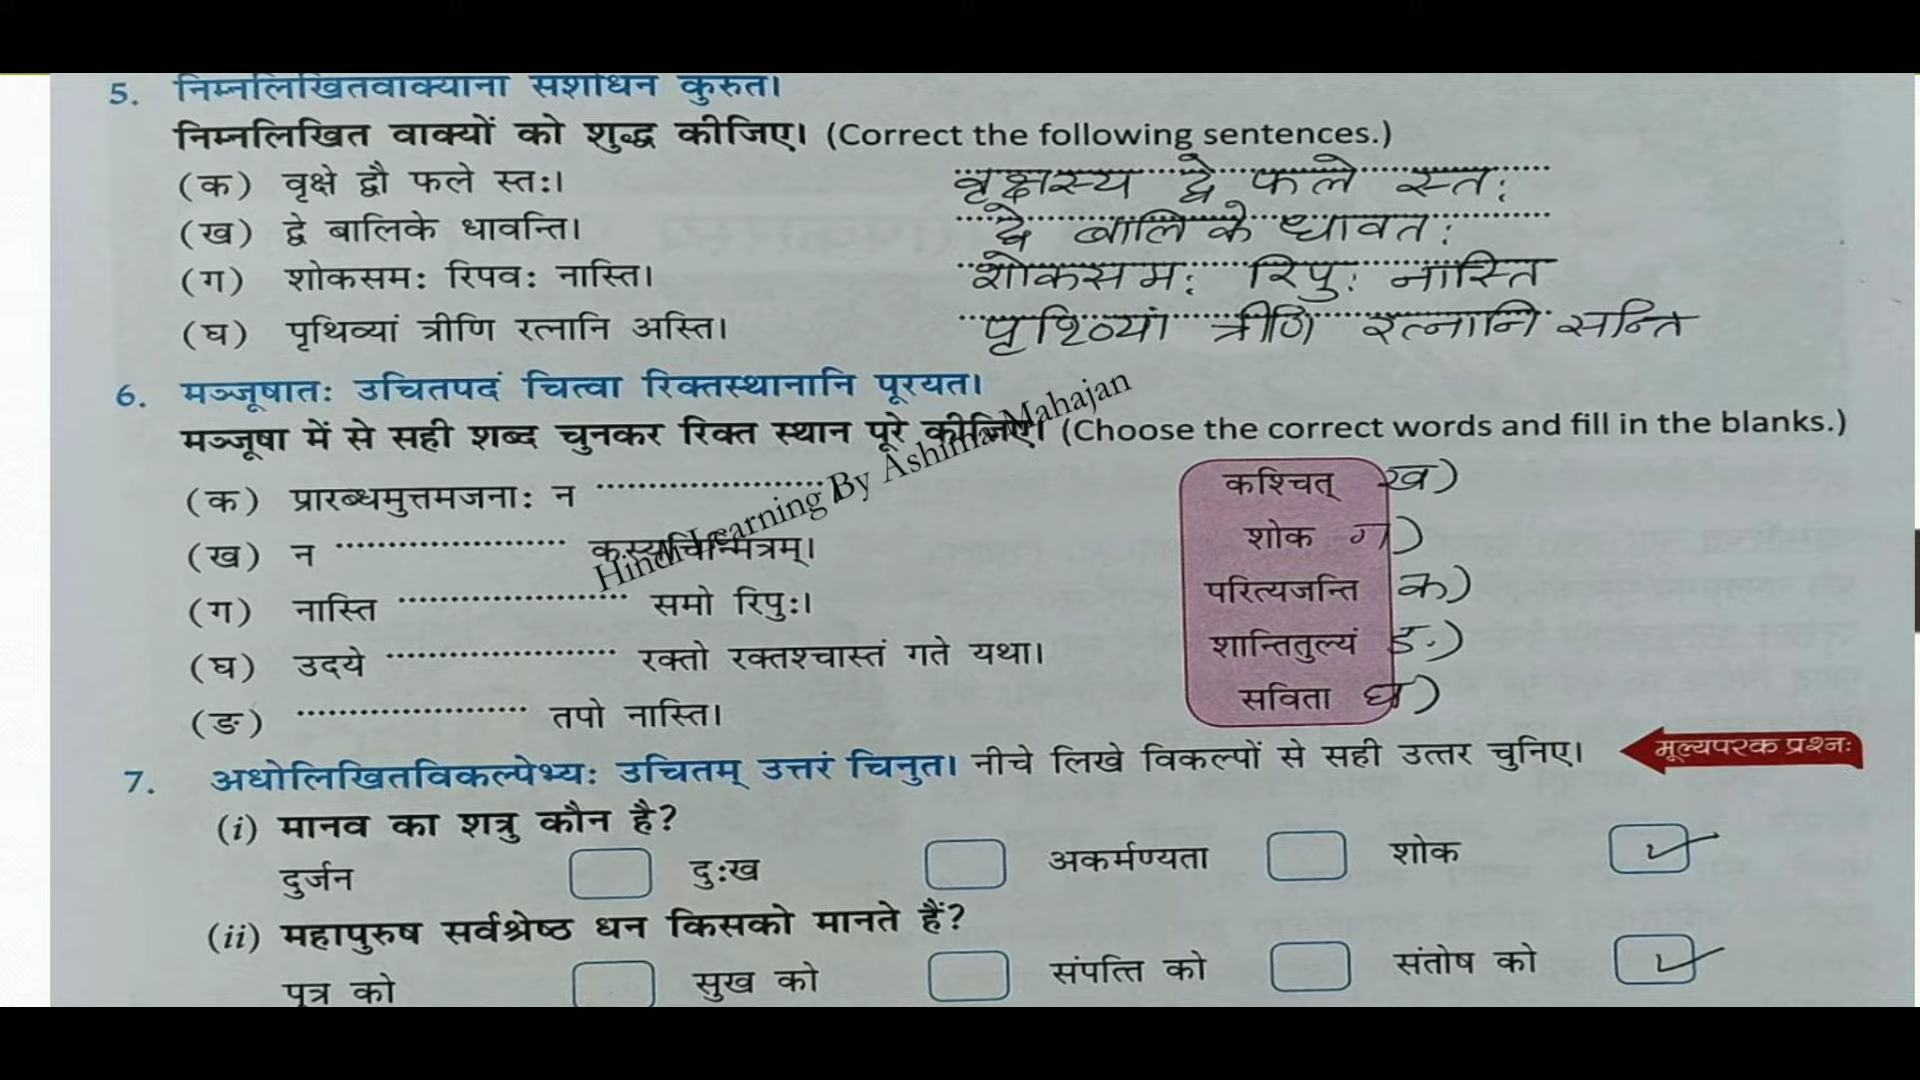 5. निम्नलिखितवाक्याना सशाधन कुरुत।
निम्नलिखित वाक्यों को शुद्ध कीजिए। (Correct the following sentences.)
(क) वृक्षे द्वौ फले स्तः। वृक्षस्य द्वे फले स्तः
(ख) द्वे बालिके धावन्ति। द्वे बालिके धावतः
(ग) शोकसमः रिपवः नास्ति। शोकसमः रिपुः नास्ति
(घ) पृथिव्यां त्रीणि रत्नानि अस्ति। पृथिव्यां त्रीणि रत्नानि सन्ति
6. मञ्जूषातः उचितपदं चित्वा रिक्तस्थानानि पूरयत।
मञ्जूषा में से सही शब्द चुनकर रिक्त स्थान पूरे कीजिए। (Choose the correct words and fill in the blanks.)
(क) प्रारब्धमुत्तमजनाः न ........................ । कश्चित् ख)
(ख) न ........................ कस्यचिन्मित्रम्। शोक ग)
(ग) नास्ति ........................ समो रिपुः। परित्यजन्ति क)
(घ) उदये ........................ रक्तो रक्तश्चास्तं गते यथा। शान्तितुल्यं ङ)
(ङ) ........................ तपो नास्ति। सविता घ)
Hindi Learning By Ashima Mahajan
7. अधोलिखितविकल्पेभ्यः उचितम् उत्तरं चिनुत। नीचे लिखे विकल्पों से सही उत्तर चुनिए। मूल्यपरक प्रश्नः
(i) मानव का शत्रु कौन है?
दुर्जन दुःख अकर्मण्यता शोक ✓
(ii) महापुरुष सर्वश्रेष्ठ धन किसको मानते हैं?
पुत्र को सुख को संपत्ति को संतोष को ✓